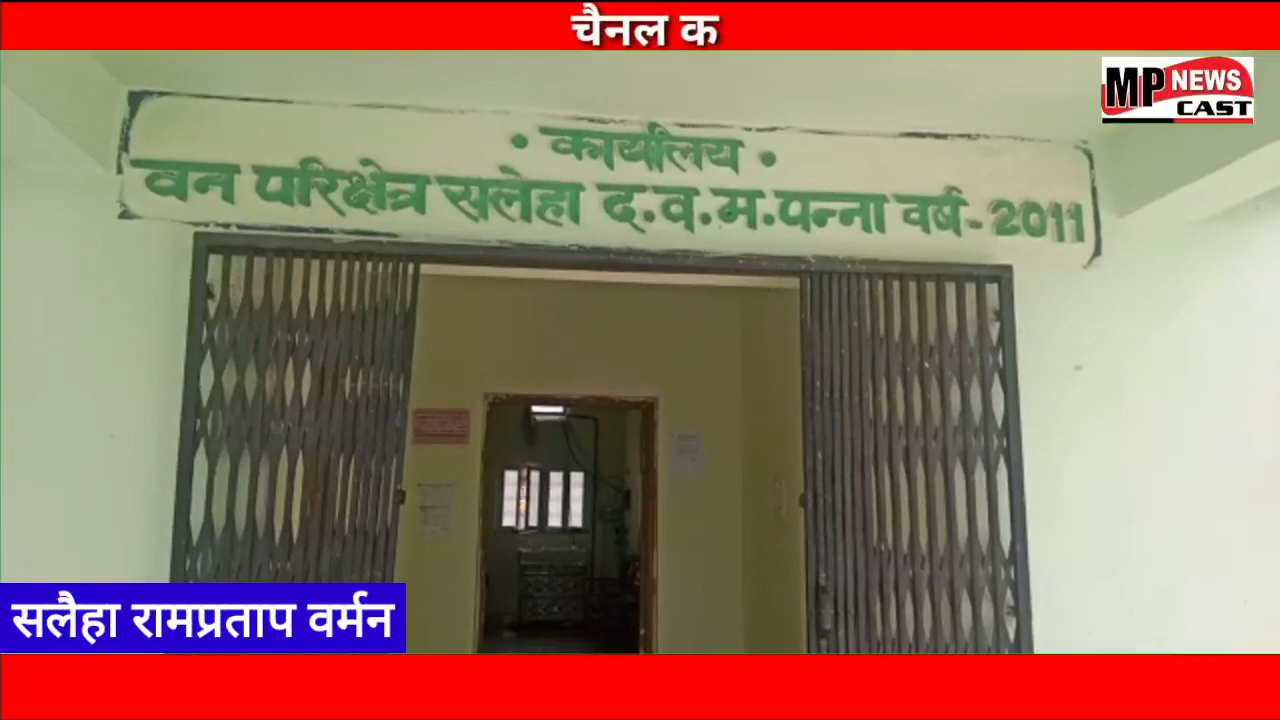 चैनल क
MP NEWS
CAST
• कार्यालय •
वन परिक्षेत्र सलेहा द.व.म.पन्ना वर्ष-2011
सलैहा रामप्रताप वर्मन